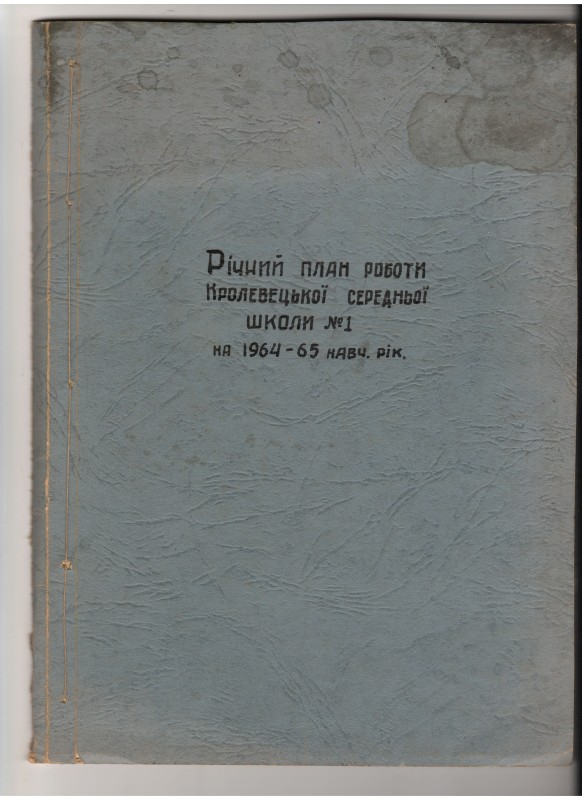 Річний план роботи
Кролевецької середньої
школи №1
на 1964-65 навч. рік.